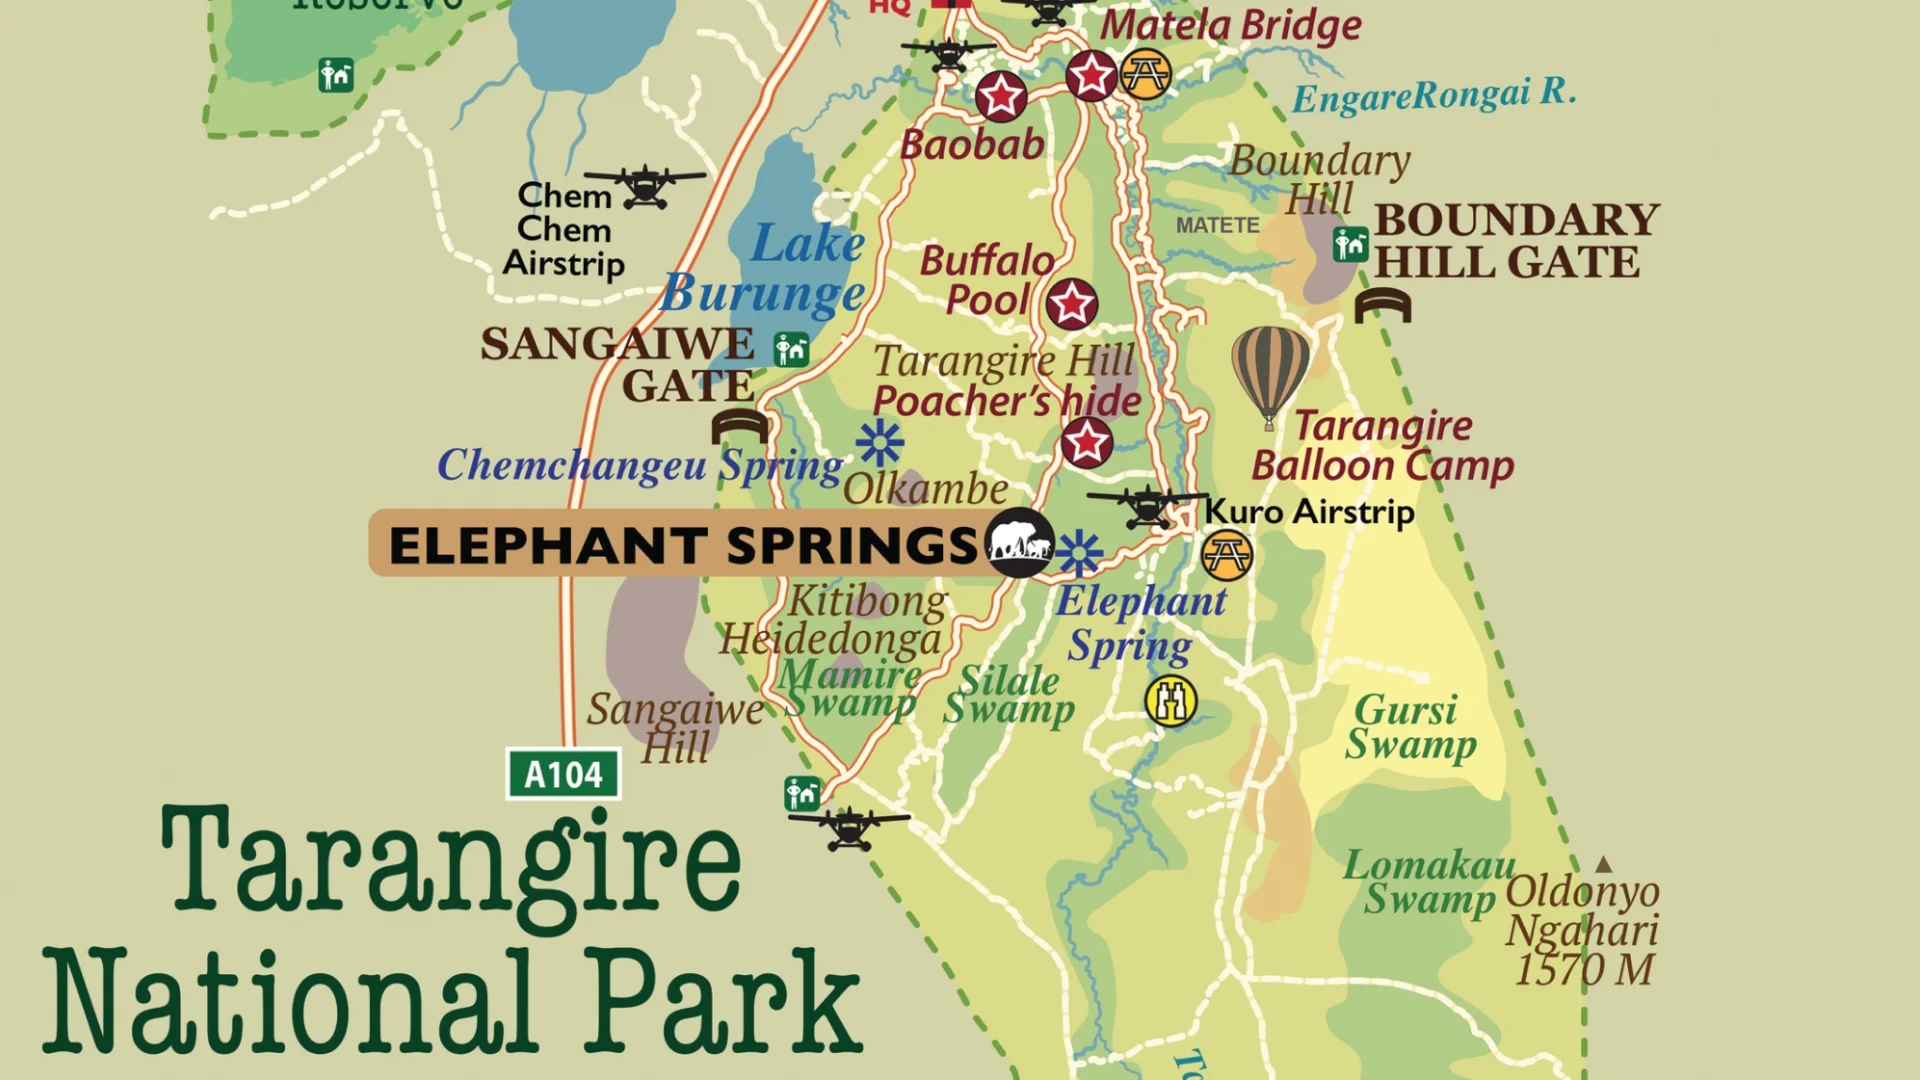 Reserve
HQ
Matela Bridge
EngareRongai R.
Baobab
Boundary
Hill
Chem
Chem
Airstrip
MATETE
BOUNDARY
HILL GATE
Lake
Burunge
Buffalo
Pool
SANGAIWE
GATE
Tarangire Hill
Poacher's hide
Tarangire
Balloon Camp
Chemchangeu Spring
Olkambe
Kuro Airstrip
ELEPHANT SPRINGS
Elephant
Spring
Kitibong
Heidedonga
Mamire
Swamp
Silale
Swamp
Sangaiwe
Hill
Gursi
Swamp
A104
Tarangire
National Park
Lomakau
Swamp
Oldonyo
Ngahari
1570 M